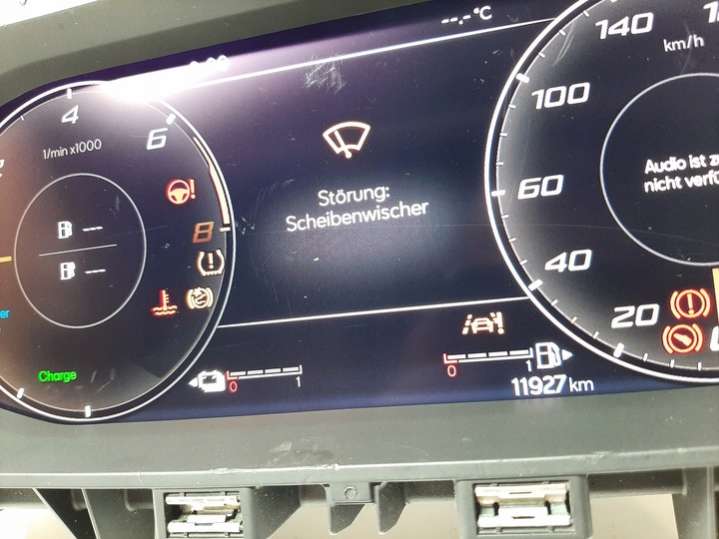 --.-°C
140
km/h
4
6
100
1/min x1000
Audio ist
nicht
Störung:
Scheibenwischer
60
---
8
---
40
20
Charge
0
1
0
1
11927 km